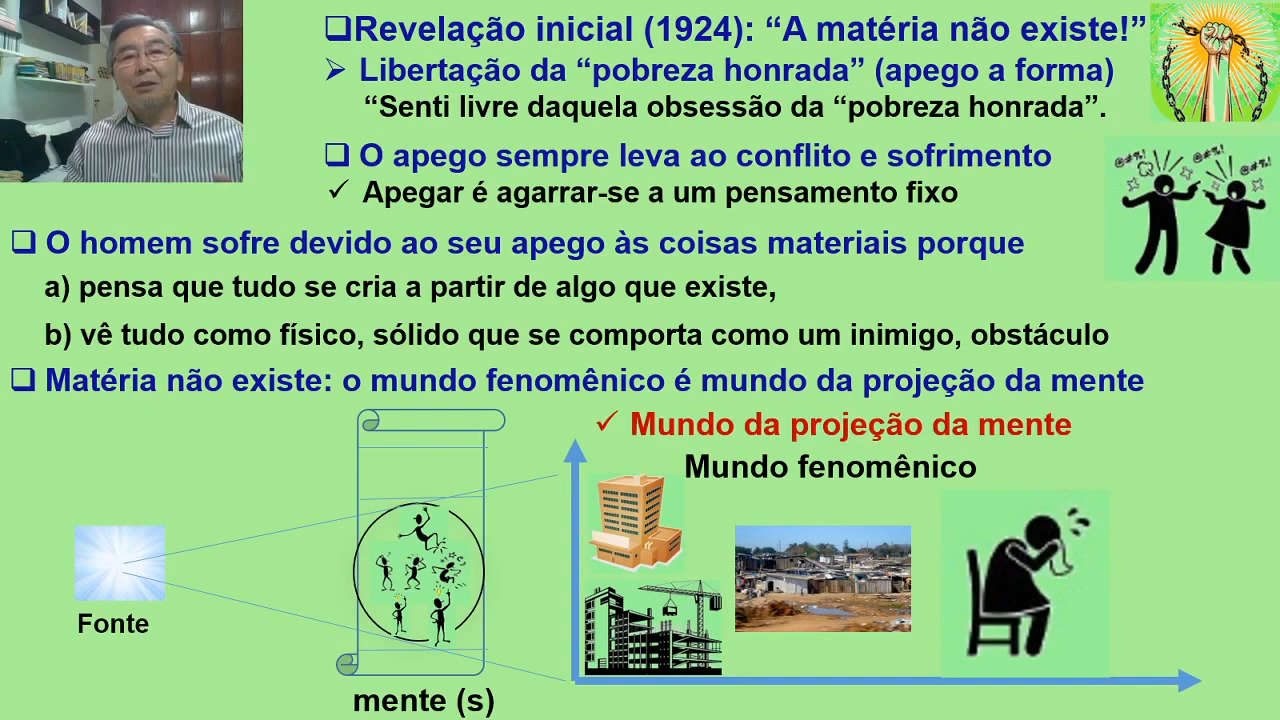 Revelação inicial (1924): “A matéria não existe!”
Libertação da “pobreza honrada” (apego a forma)
“Senti livre daquela obsessão da “pobreza honrada”.
O apego sempre leva ao conflito e sofrimento
Apegar é agarrar-se a um pensamento fixo
O homem sofre devido ao seu apego às coisas materiais porque
a) pensa que tudo se cria a partir de algo que existe,
b) vê tudo como físico, sólido que se comporta como um inimigo, obstáculo
Matéria não existe: o mundo fenomênico é mundo da projeção da mente
Mundo da projeção da mente
Mundo fenomênico
Fonte
mente (s)